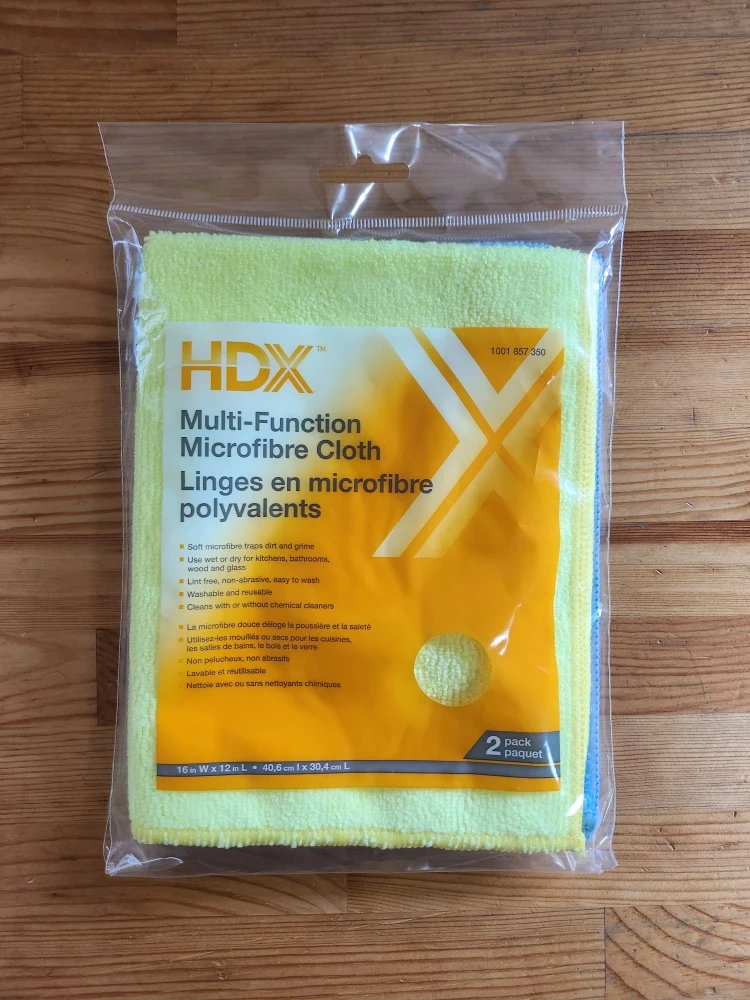 HDX™
1001 857 350
Multi-Function
Microfibre Cloth
Linges en microfibre
polyvalents
Soft microfibre traps dirt and grime
Use wet or dry for kitchens, bathrooms,
wood and glass
Lint free, non-abrasive, easy to wash
Washable and reusable
Cleans with or without chemical cleaners
La microfibre douce déloge la poussière et la saleté
Utilisez-les mouillés ou secs pour les cuisines,
les salles de bains, le bois et le verre
Non pelucheux, non abrasifs
Lavable et réutilisable
Nettoie avec ou sans nettoyants chimiques
2 pack
paquet
16 in W x 12 in L • 40,6 cm l x 30,4 cm L